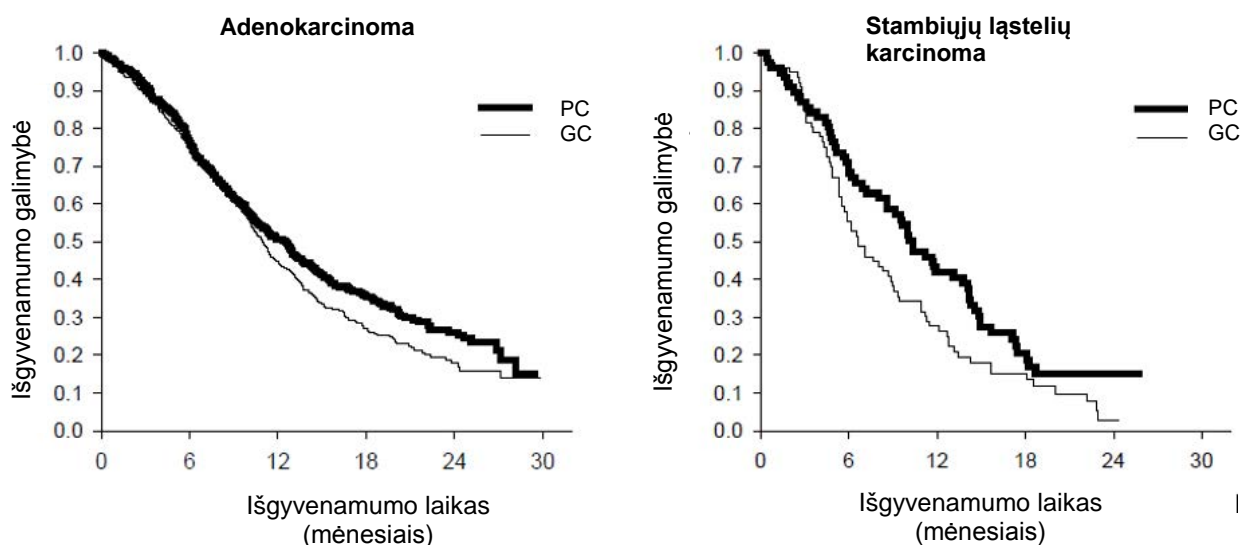 Adenokarcinoma
1.0
0.9
0.8
0.7
0.6
0.5
0.4
0.3
0.2
0.1
0.0
0 6 12 18 24 30
Išgyvenamumo galimybė
Išgyvenamumo laikas
(mėnesiais)
PC
GC
Stambiųjų ląstelių
karcinoma
1.0
0.9
0.8
0.7
0.6
0.5
0.4
0.3
0.2
0.1
0.0
0 6 12 18 24 30
Išgyvenamumo galimybė
Išgyvenamumo laikas
(mėnesiais)
PC
GC